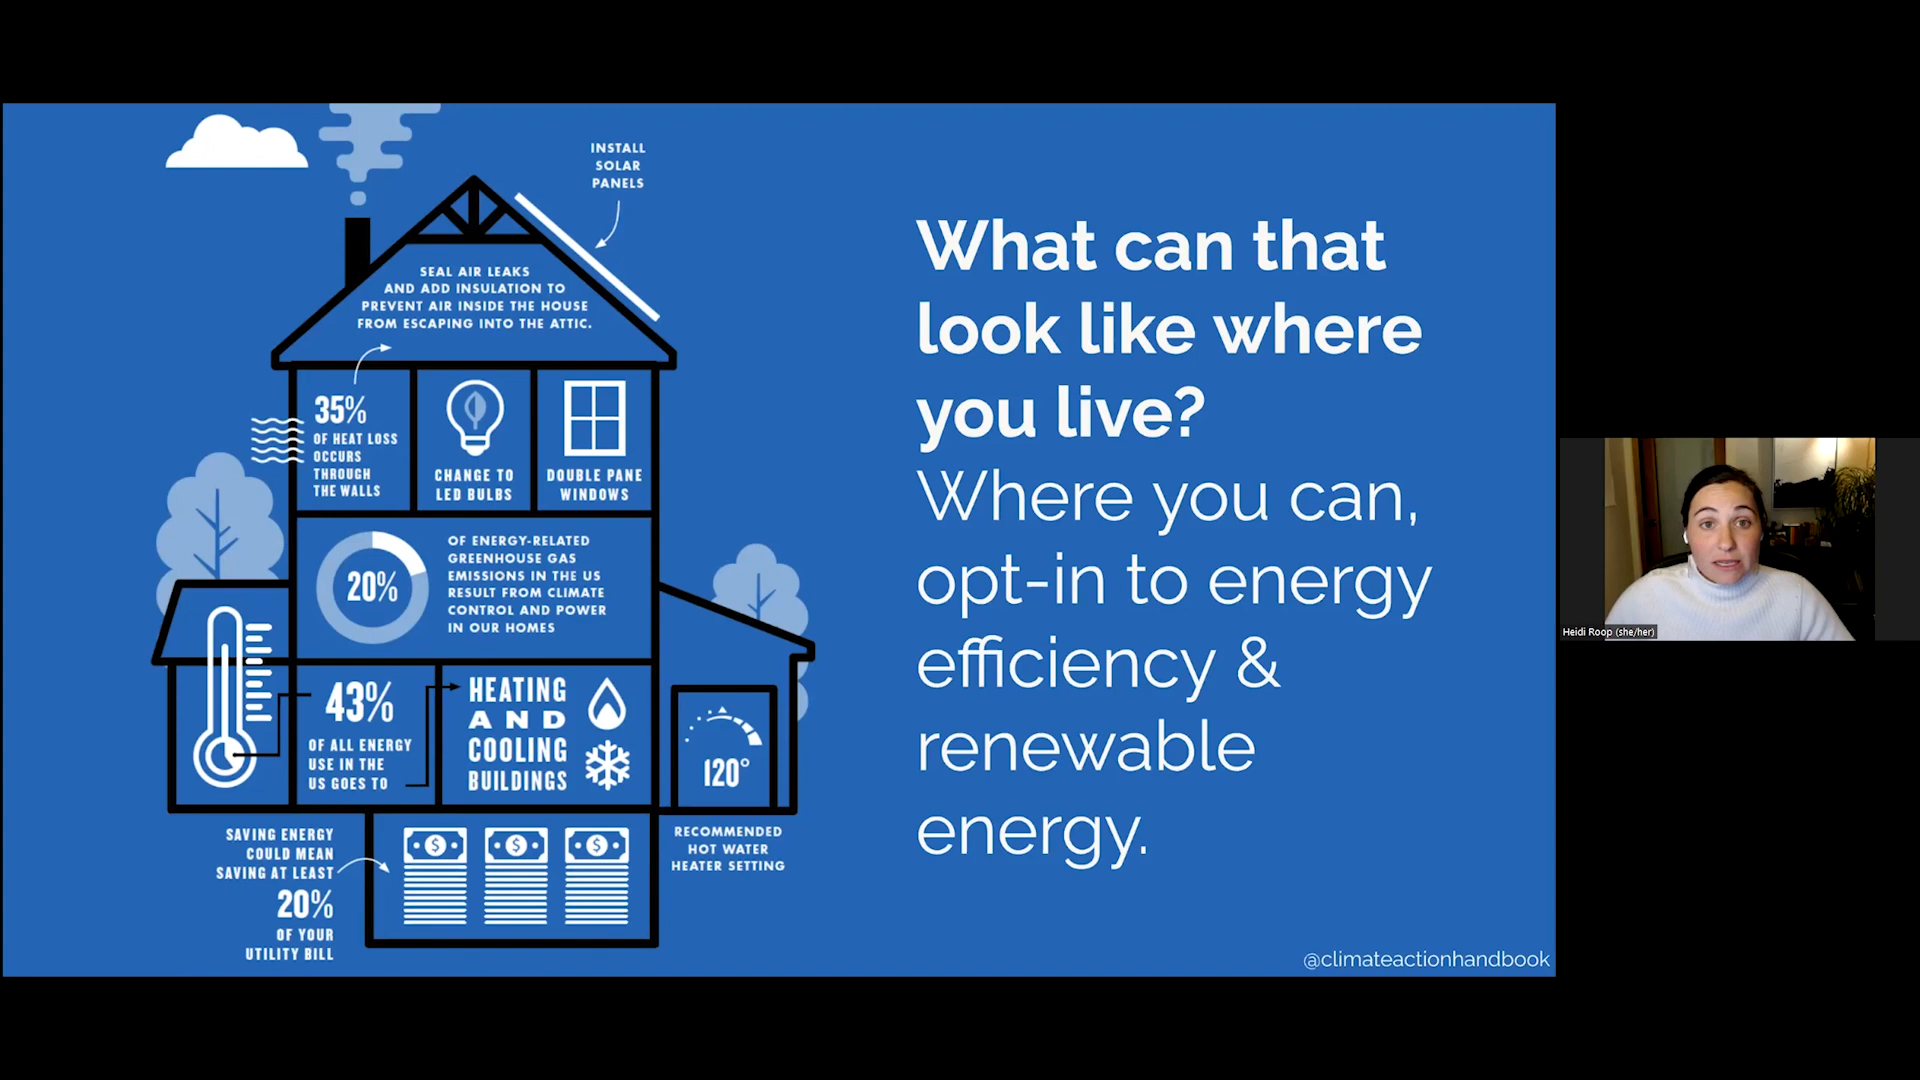 INSTALL
SOLAR
PANELS
SEAL AIR LEAKS
AND ADD INSULATION TO
PREVENT AIR INSIDE THE HOUSE
FROM ESCAPING INTO THE ATTIC.
35%
OF HEAT LOSS
OCCURS
THROUGH
THE WALLS
CHANGE TO
LED BULBS
DOUBLE PANE
WINDOWS
20%
OF ENERGY-RELATED
GREENHOUSE GAS
EMISSIONS IN THE US
RESULT FROM CLIMATE
CONTROL AND POWER
IN OUR HOMES
43%
OF ALL ENERGY
USE IN THE
US GOES TO
HEATING
AND
COOLING
BUILDINGS
120°
RECOMMENDED
HOT WATER
HEATER SETTING
SAVING ENERGY
COULD MEAN
SAVING AT LEAST
20%
OF YOUR
UTILITY BILL
$ $ $
What can that
look like where
you live?
Where you can,
opt-in to energy
efficiency &
renewable
energy.
@climateactionhandbook
Heidi Roop (she/her)